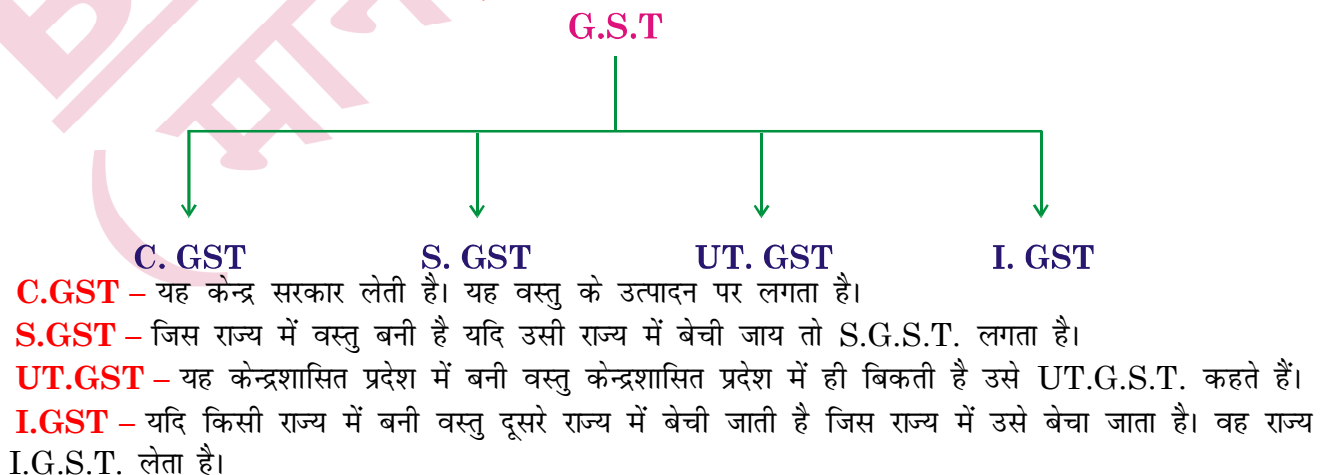 G.S.T
C. GST S. GST UT. GST I. GST
C.GST – यह केन्द्र सरकार लेती है। यह वस्तु के उत्पादन पर लगता है।
S.GST – जिस राज्य में वस्तु बनी है यदि उसी राज्य में बेची जाय तो S.G.S.T. लगता है।
UT.GST – यह केन्द्रशासित प्रदेश में बनी वस्तु केन्द्रशासित प्रदेश में ही बिकती है उसे UT.G.S.T. कहते हैं।
I.GST – यदि किसी राज्य में बनी वस्तु दूसरे राज्य में बेची जाती है जिस राज्य में उसे बेचा जाता है। वह राज्य
I.G.S.T. लेता है।